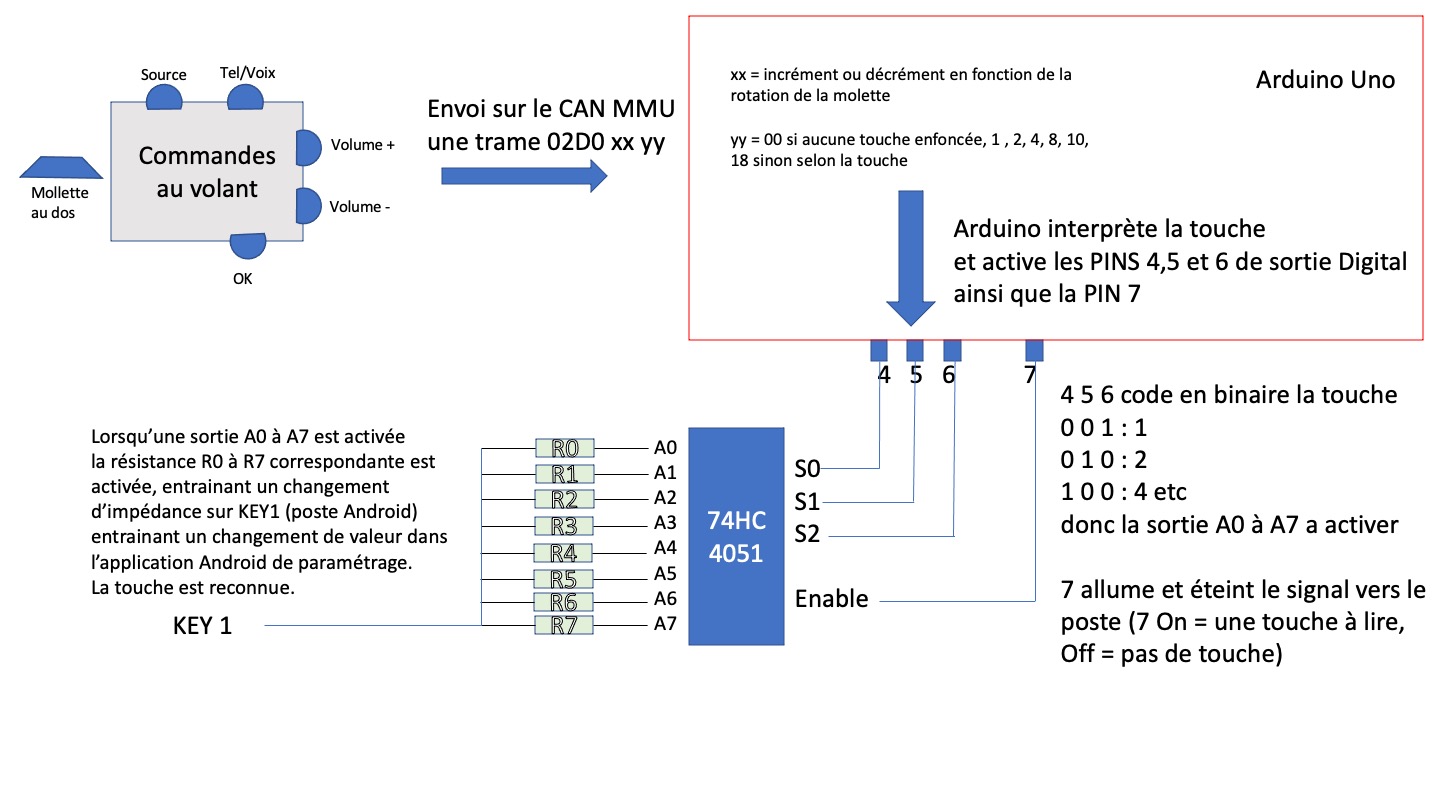 Source
Tel/Voix
Commandes
au volant
Volume +
Volume -
Mollette
au dos
OK
Envoi sur le CAN MMU
une trame 02D0 xx yy
xx = incrément ou décrément en fonction de la
rotation de la molette
yy = 00 si aucune touche enfoncée, 1 , 2, 4, 8, 10,
18 sinon selon la touche
Arduino Uno
Arduino interprète la touche
et active les PINS 4,5 et 6 de sortie Digital
ainsi que la PIN 7
4
5
6
7
4 5 6 code en binaire la touche
0 0 1 : 1
0 1 0 : 2
1 0 0 : 4 etc
donc la sortie A0 à A7 a activer
7 allume et éteint le signal vers le
poste (7 On = une touche à lire,
Off = pas de touche)
Lorsqu’une sortie A0 à A7 est activée
la résistance R0 à R7 correspondante est
activée, entrainant un changement
d’impédance sur KEY1 (poste Android)
entrainant un changement de valeur dans
l’application Android de paramétrage.
La touche est reconnue.
KEY 1
R0
R1
R2
R3
R4
R5
R6
R7
A0
A1
A2
A3
A4
A5
A6
A7
74HC
4051
S0
S1
S2
Enable